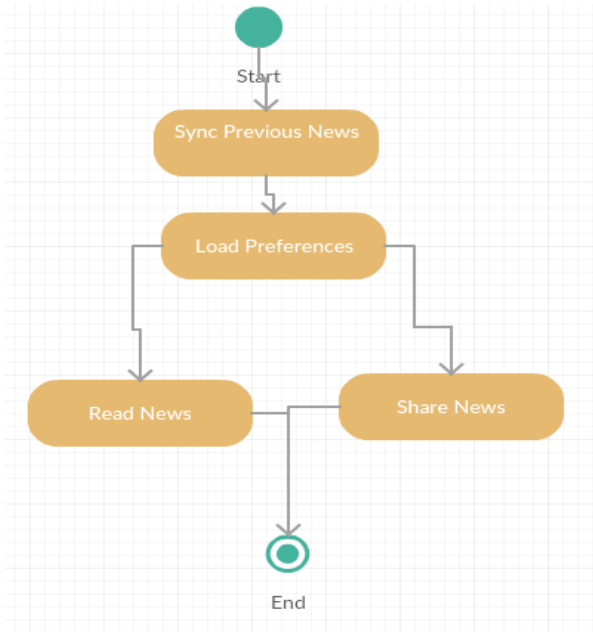 Start
Sync Previous News
Load Preferences
Read News
Share News
End